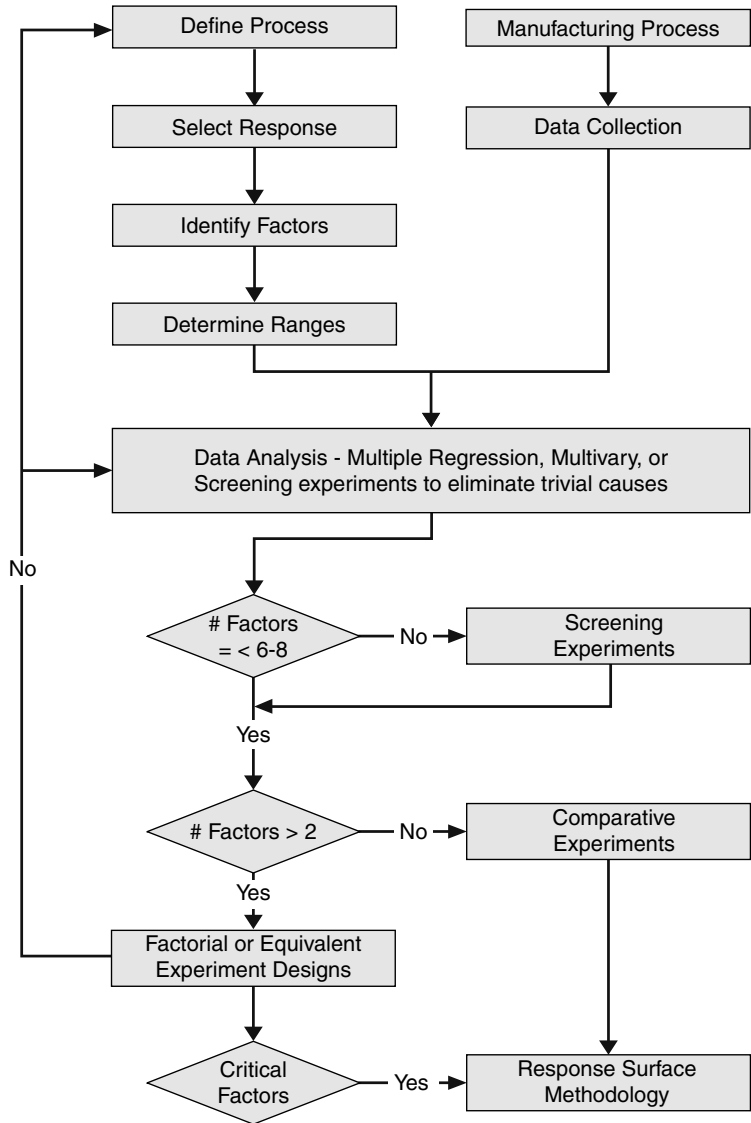 Define Process
Manufacturing Process
Select Response
Data Collection
Identify Factors
Determine Ranges
Data Analysis - Multiple Regression, Multivary, or
Screening experiments to eliminate trivial causes
No
# Factors
= < 6-8
No
Screening
Experiments
Yes
# Factors > 2
No
Comparative
Experiments
Yes
Factorial or Equivalent
Experiment Designs
Critical
Factors
Yes
Response Surface
Methodology